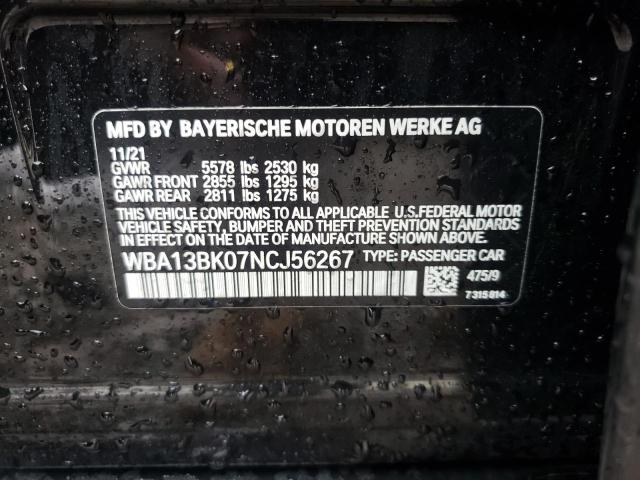 MFD BY BAYERISCHE MOTOREN WERKE AG
11/21
GVWR 5578 lbs 2530 kg
GAWR FRONT 2855 lbs 1295 kg
GAWR REAR 2811 lbs 1275 kg
THIS VEHICLE CONFORMS TO ALL APPLICABLE U.S.FEDERAL MOTOR
VEHICLE SAFETY, BUMPER AND THEFT PREVENTION STANDARDS
IN EFFECT ON THE DATE OF MANUFACTURE SHOWN ABOVE.
WBA13BK07NCJ56267 TYPE: PASSENGER CAR
475/9
7315814